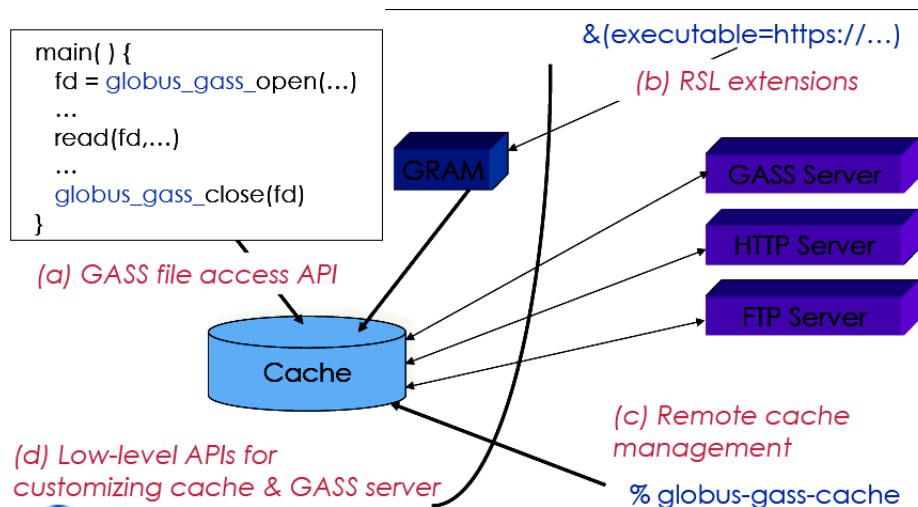 main( ) {
fd = globus_gass_open(…)
…
read(fd,…)
…
globus_gass_close(fd)
}
&(executable=https://…)
(b) RSL extensions
GRAM
GASS Server
HTTP Server
FTP Server
(a) GASS file access API
Cache
(c) Remote cache
management
(d) Low-level APIs for
customizing cache & GASS server
% globus-gass-cache